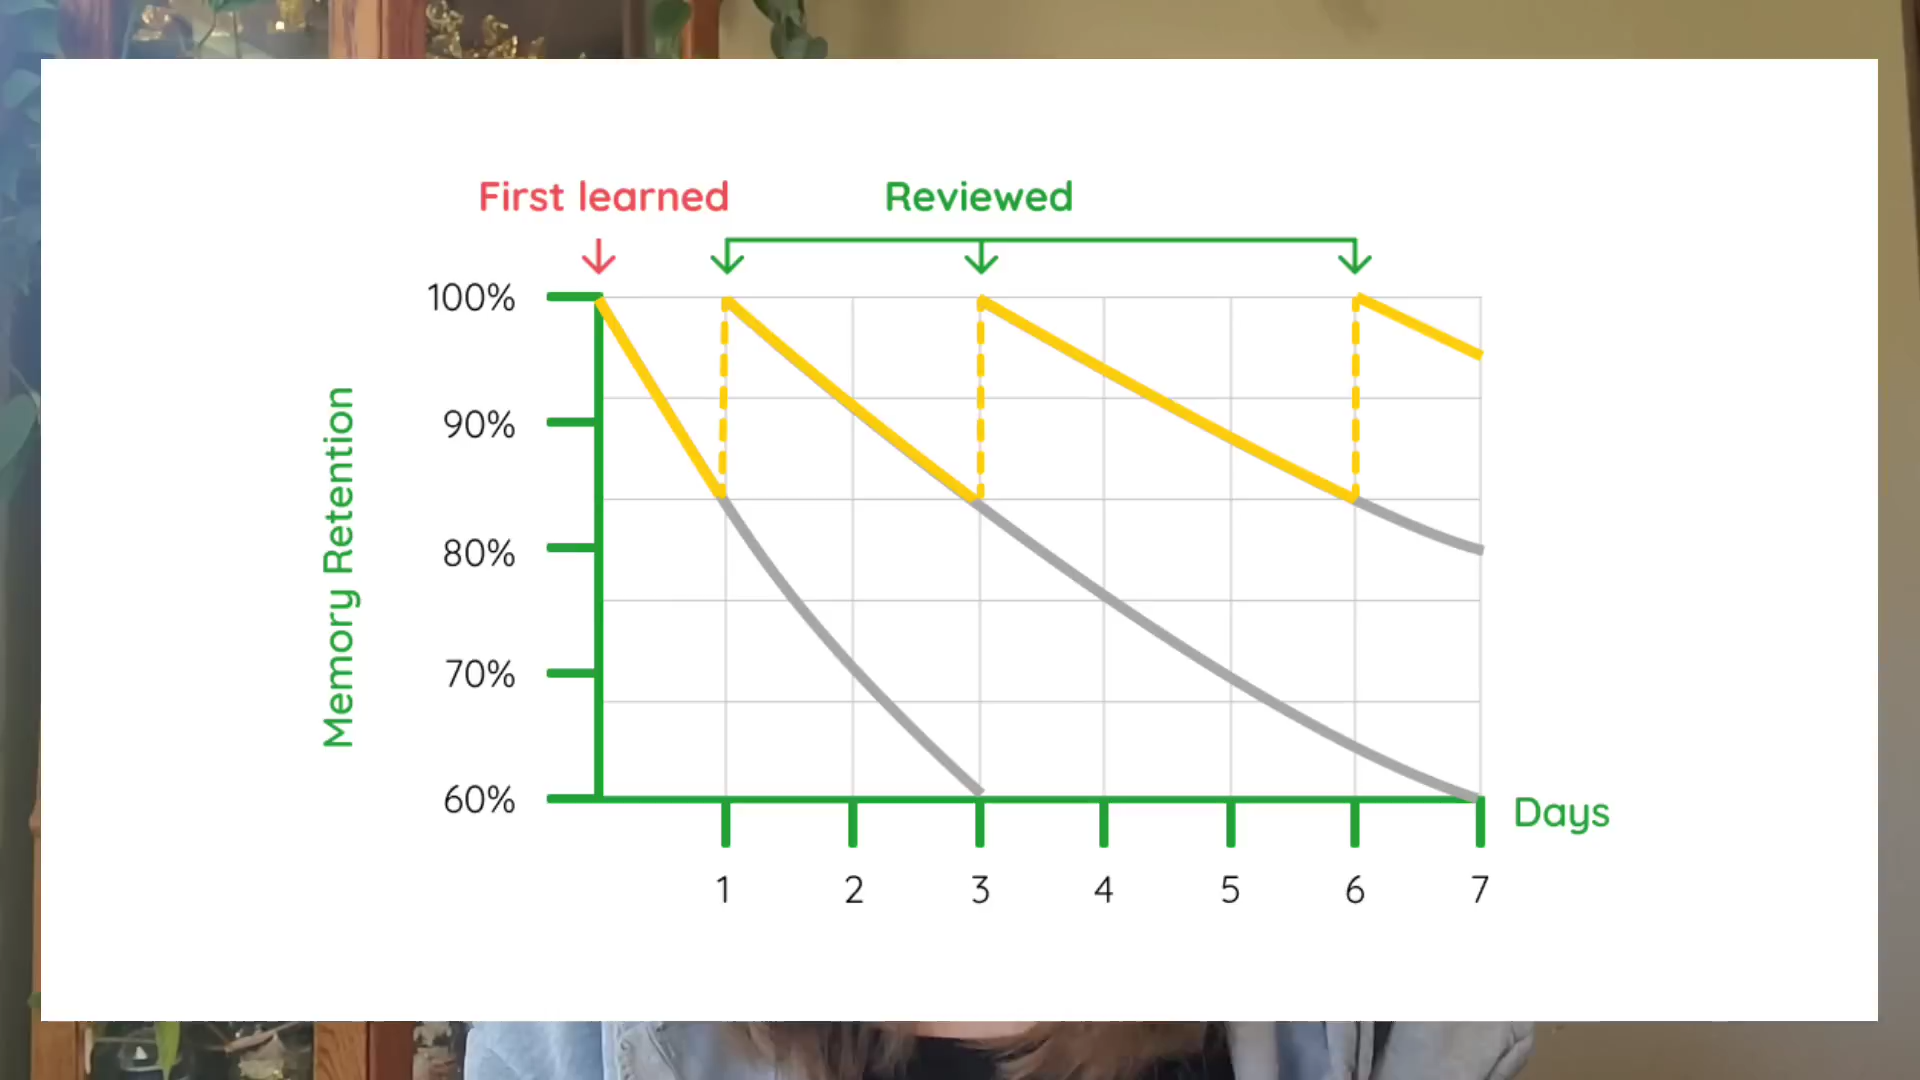 First learned
Reviewed
100%
90%
80%
70%
60%
Memory Retention
Days
1 2 3 4 5 6 7